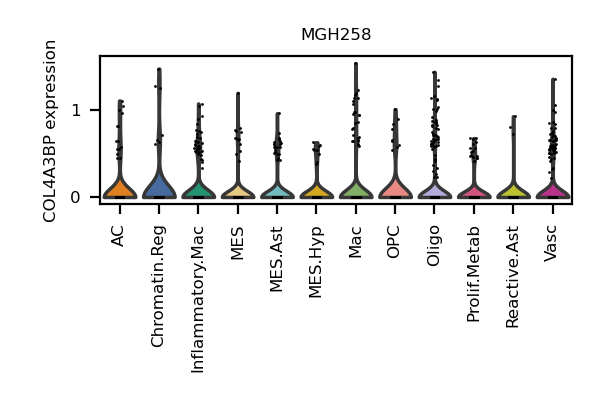 MGH258
COL4A3BP expression
1
0
AC
Chromatin.Reg
Inflammatory.Mac
MES
MES.Ast
MES.Hyp
Mac
OPC
Oligo
Prolif.Metab
Reactive.Ast
Vasc